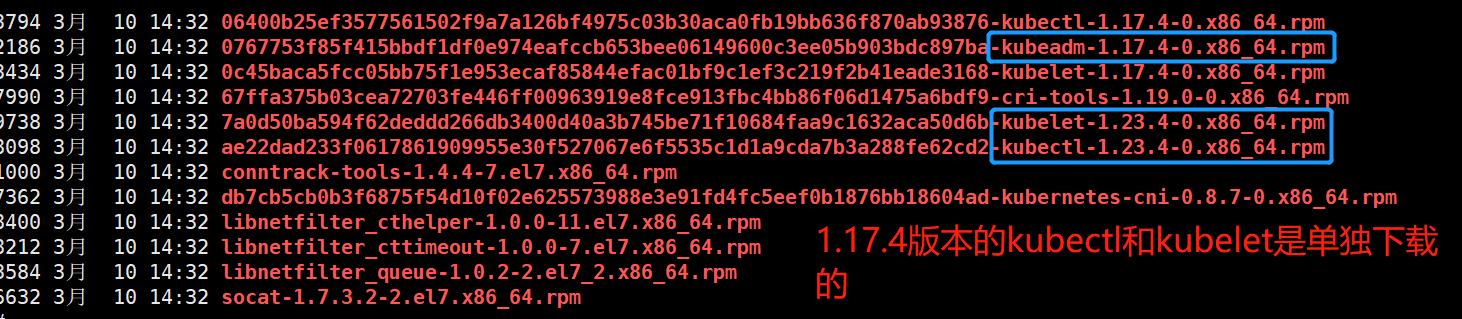 3794 3月  10 14:32 06400b25ef3577561502f9a7a126bf4975c03b30aca0fb19bb636f870ab93876-kubectl-1.17.4-0.x86_64.rpm
2186 3月  10 14:32 0767753f85f415bbdf1df0e974eafccb653bee06149600c3ee05b903bdc897ba-kubeadm-1.17.4-0.x86_64.rpm
3434 3月  10 14:32 0c45baca5fcc05bb75f1e953ecaf85844efac01bf9c1ef3c219f2b41eade3168-kubelet-1.17.4-0.x86_64.rpm
7990 3月  10 14:32 67ffa375b03cea72703fe446ff00963919e8fce913fbc4bb86f06d1475a6bdf9-cri-tools-1.19.0-0.x86_64.rpm
9738 3月  10 14:32 7a0d50ba594f62deddd266db3400d40a3b745be71f10684faa9c1632aca50d6b-kubelet-1.23.4-0.x86_64.rpm
3098 3月  10 14:32 ae22dad233f0617861909955e30f527067e6f5535c1d1a9cda7b3a288fe62cd2-kubectl-1.23.4-0.x86_64.rpm
1000 3月  10 14:32 conntrack-tools-1.4.4-7.el7.x86_64.rpm
7362 3月  10 14:32 db7cb5cb0b3f6875f54d10f02e625573988e3e91fd4fc5eef0b1876bb18604ad-kubernetes-cni-0.8.7-0.x86_64.rpm
3400 3月  10 14:32 libnetfilter_cthelper-1.0.0-11.el7.x86_64.rpm
3212 3月  10 14:32 libnetfilter_cttimeout-1.0.0-7.el7.x86_64.rpm
3584 3月  10 14:32 libnetfilter_queue-1.0.2-2.el7_2.x86_64.rpm
6632 3月  10 14:32 socat-1.7.3.2-2.el7.x86_64.rpm
1.17.4版本的kubectl和kubelet是单独下载
的